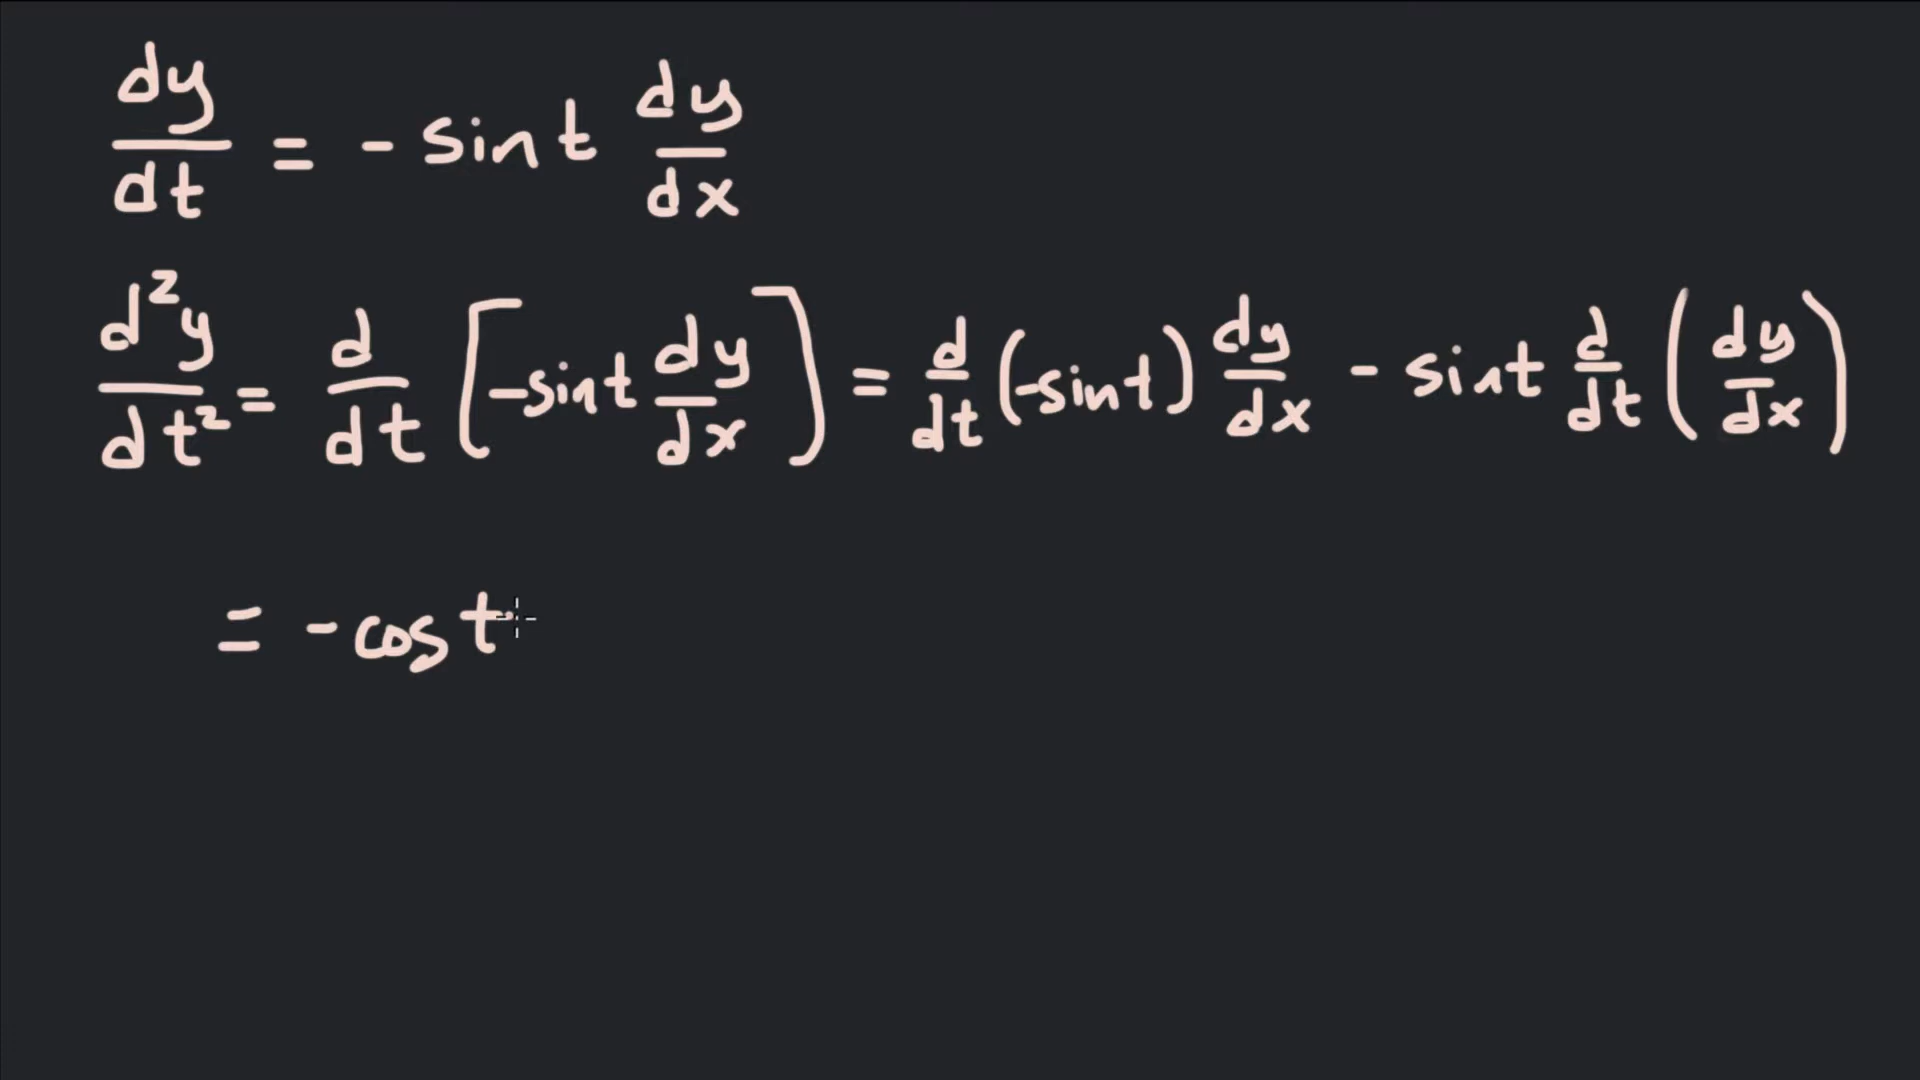 dy/dt = - sin t dy/dx
d²y/dt² = d/dt [-sin t dy/dx] = d/dt (-sin t) dy/dx - sin t d/dt (dy/dx)
= - cos t